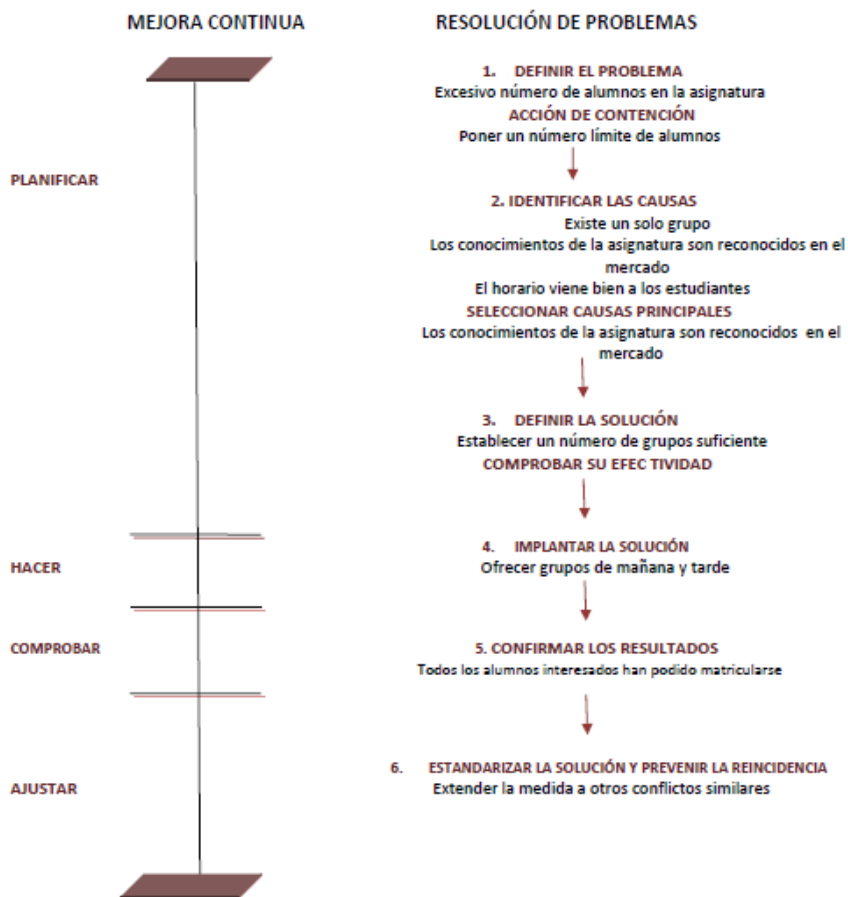 MEJORA CONTINUA
RESOLUCIÓN DE PROBLEMAS
1. DEFINIR EL PROBLEMA
Excesivo número de alumnos en la asignatura
ACCIÓN DE CONTENCIÓN
Poner un número límite de alumnos
PLANIFICAR
2. IDENTIFICAR LAS CAUSAS
Existe un solo grupo
Los conocimientos de la asignatura son reconocidos en el
mercado
El horario viene bien a los estudiantes
SELECCIONAR CAUSAS PRINCIPALES
Los conocimientos de la asignatura son reconocidos en el
mercado
3. DEFINIR LA SOLUCIÓN
Establecer un número de grupos suficiente
COMPROBAR SU EFEC TIVIDAD
HACER
4. IMPLANTAR LA SOLUCIÓN
Ofrecer grupos de mañana y tarde
COMPROBAR
5. CONFIRMAR LOS RESULTADOS
Todos los alumnos interesados han podido matricularse
AJUSTAR
6. ESTANDARIZAR LA SOLUCIÓN Y PREVENIR LA REINCIDENCIA
Extender la medida a otros conflictos similares